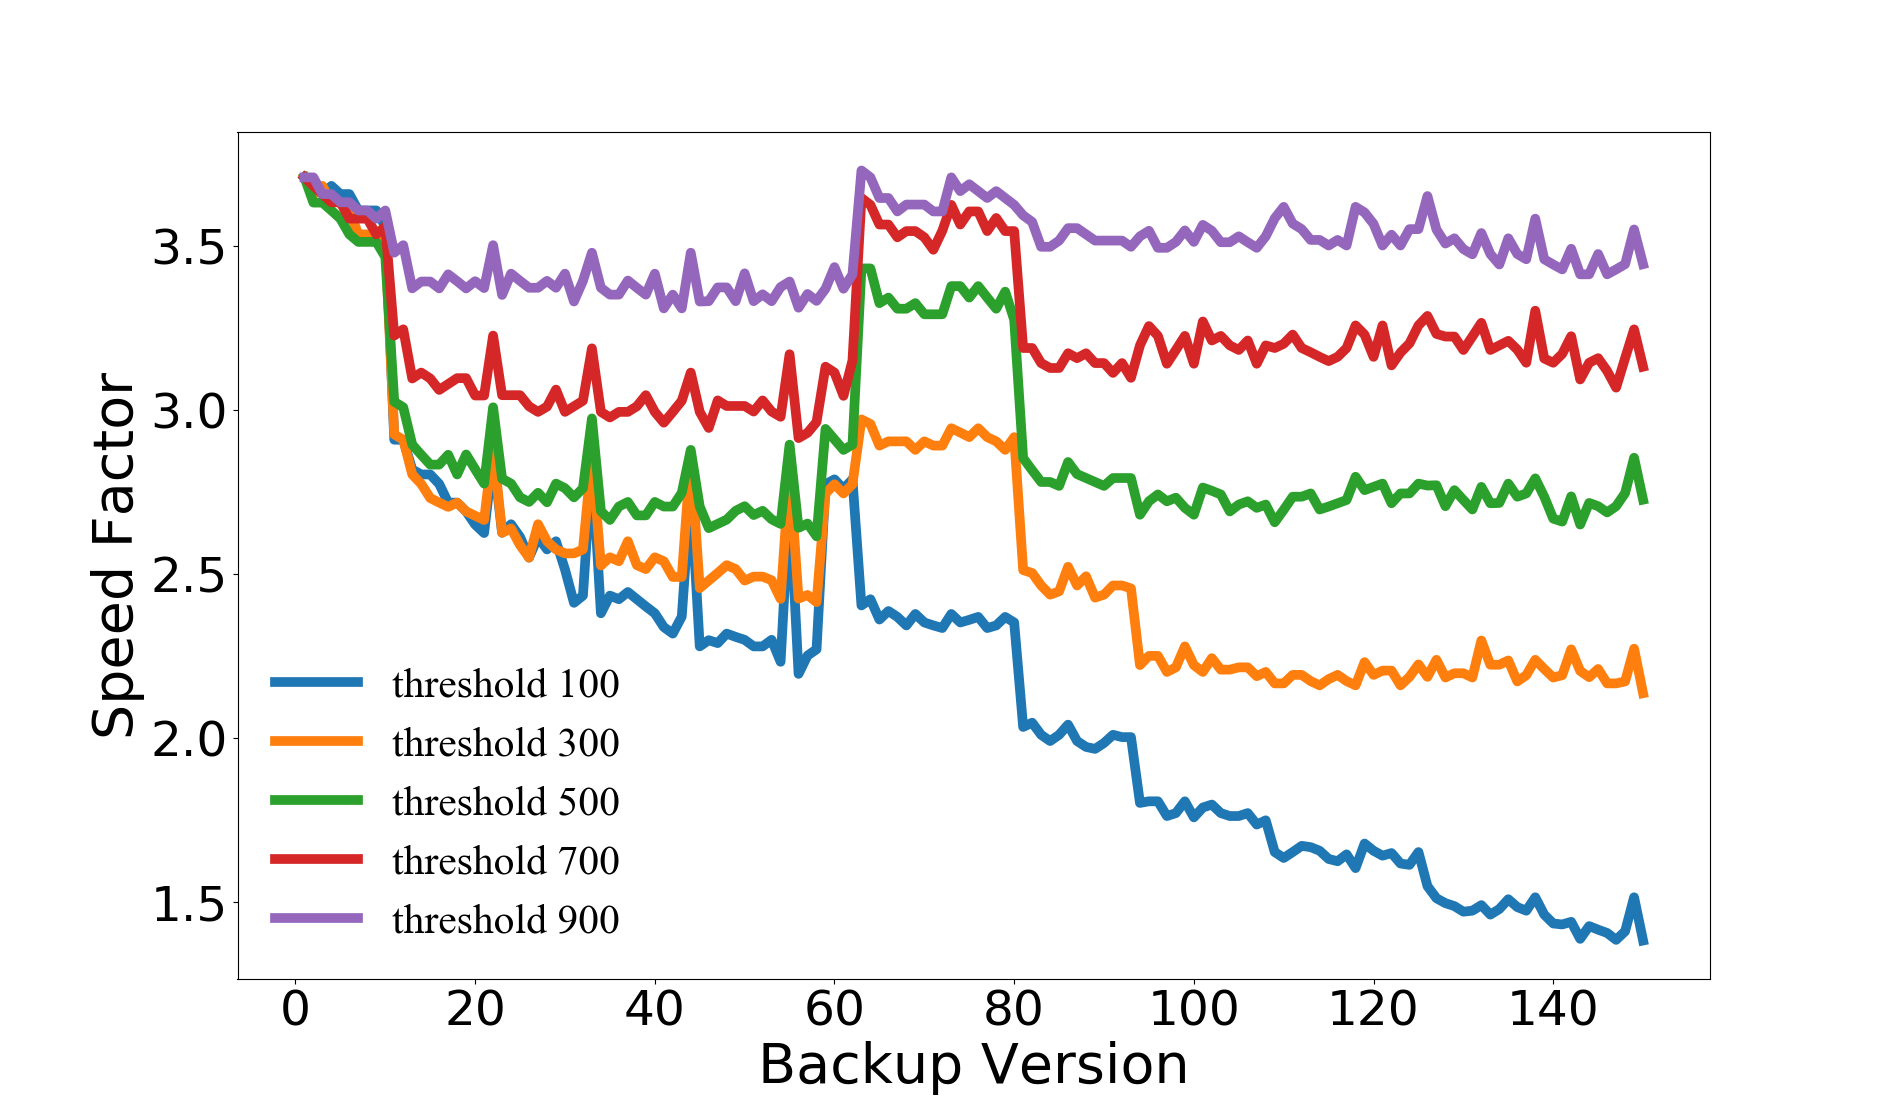 3.5
3.0
2.5
2.0
1.5
Speed Factor
threshold 100
threshold 300
threshold 500
threshold 700
threshold 900
0 20 40 60 80 100 120 140
Backup Version